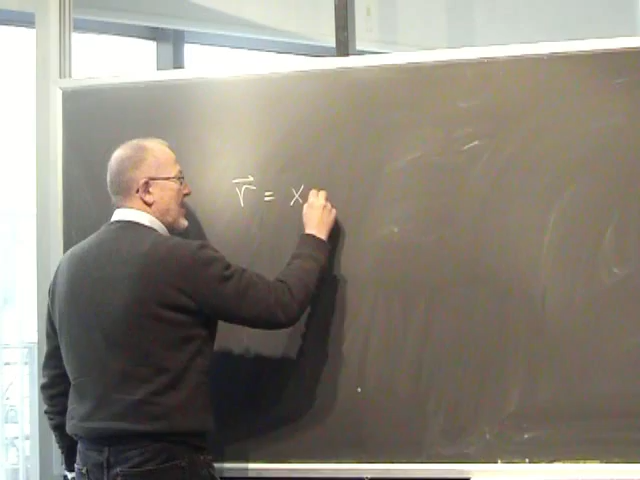 r⃗ = x